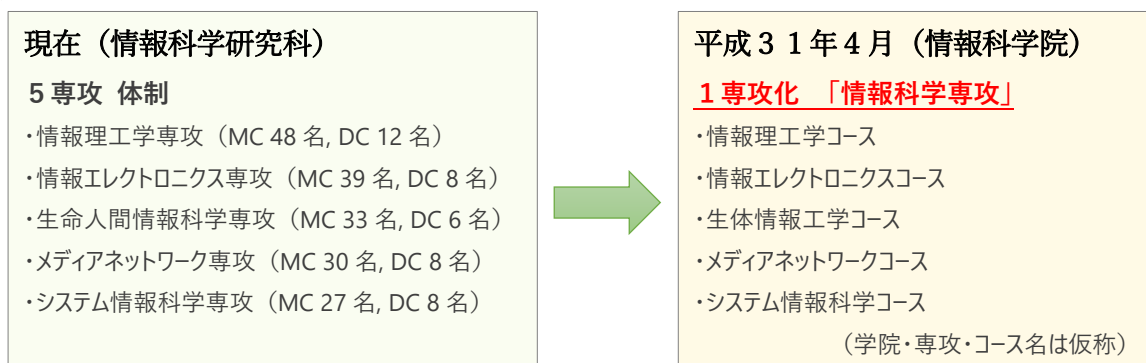 現在（情報科学研究科）
5専攻 体制
・情報理工学専攻（MC 48 名, DC 12 名）
・情報エレクトロニクス専攻（MC 39 名, DC 8 名）
・生命人間情報科学専攻（MC 33 名, DC 6 名）
・メディアネットワーク専攻（MC 30 名, DC 8 名）
・システム情報科学専攻（MC 27 名, DC 8 名）
平成３１年４月（情報科学院）
1専攻化 「情報科学専攻」
・情報理工学コース
・情報エレクトロニクスコース
・生体情報工学コース
・メディアネットワークコース
・システム情報科学コース
（学院・専攻・コース名は仮称）